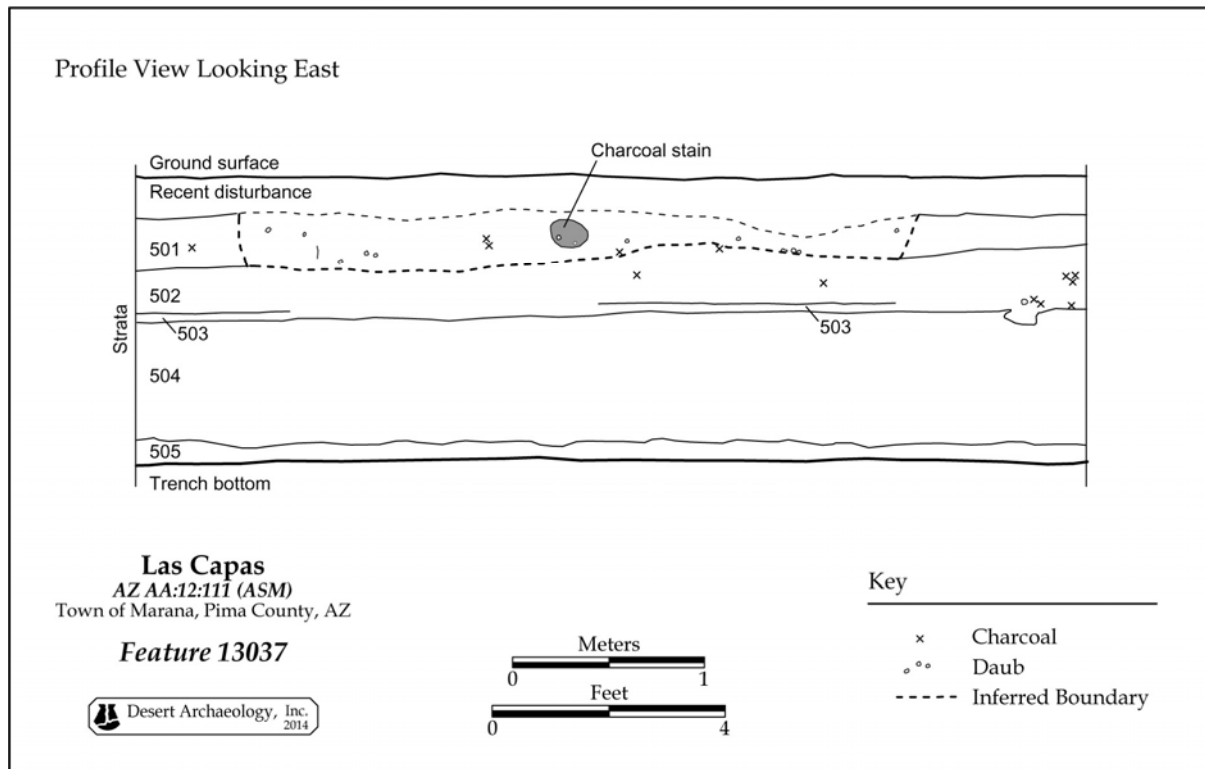 Profile View Looking East
Charcoal stain
Ground surface
Recent disturbance
501
502
503
503
504
505
Trench bottom
Strata
Las Capas
AZ AA:12:111 (ASM)
Town of Marana, Pima County, AZ
Feature 13037
Desert Archaeology, Inc.
2014
Meters
0 1
Feet
0 4
Key
Charcoal
Daub
Inferred Boundary